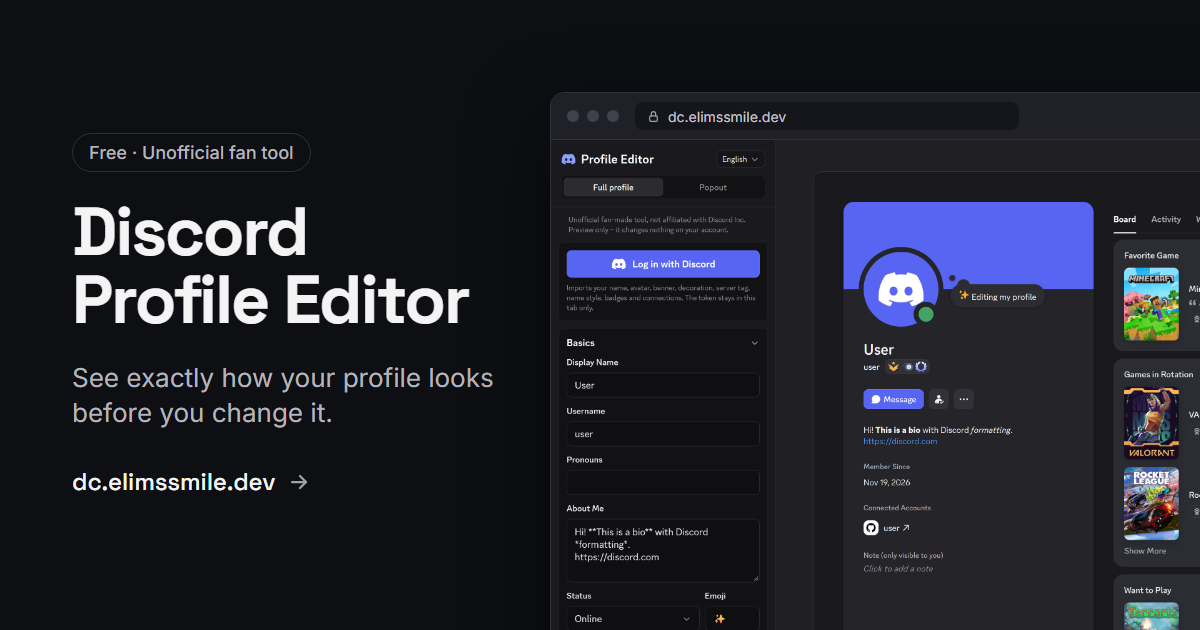 Free · Unofficial fan tool
Discord
Profile Editor
See exactly how your profile looks
before you change it.
dc.elimssmile.dev →
dc.elimssmile.dev
Profile Editor
English
Full profile
Popout
Unofficial fan-made tool, not affiliated with Discord Inc.
Preview only – it changes nothing on your account.
Log in with Discord
Imports your name, avatar, banner, decoration, server tag,
name style, badges and connections. The token stays in this
tab only.
Basics
Display Name
User
Username
user
Pronouns
About Me
Hi! **This is a bio** with Discord
*formatting*.
https://discord.com
Status
Emoji
Online
✨
✨ Editing my profile
User
user
Message
Hi! This is a bio with Discord formatting.
https://discord.com
Member Since
Nov 19, 2026
Connected Accounts
user ↗
Note (only visible to you)
Click to add a note
Board
Activity
Favorite Game
MINECRAFT
Games in Rotation
VALORANT
ROCKET
LEAGUE
Show More
Want to Play
Terraria